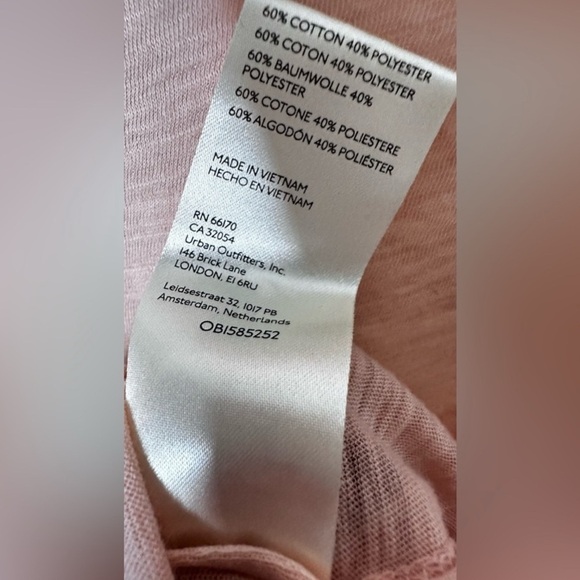 60% COTTON 40% POLYESTER
60% COTON 40% POLYESTER
60% BAUMWOLLE 40%
POLYESTER
60% COTONE 40% POLIESTERE
60% ALGODÓN 40% POLIÉSTER
MADE IN VIETNAM
HECHO EN VIETNAM
RN 66170
CA 32054
Urban Outfitters, Inc.
146 Brick Lane
LONDON, E1 6RU
Leidsestraat 32, 1017 PB
Amsterdam, Netherlands
OB1585252